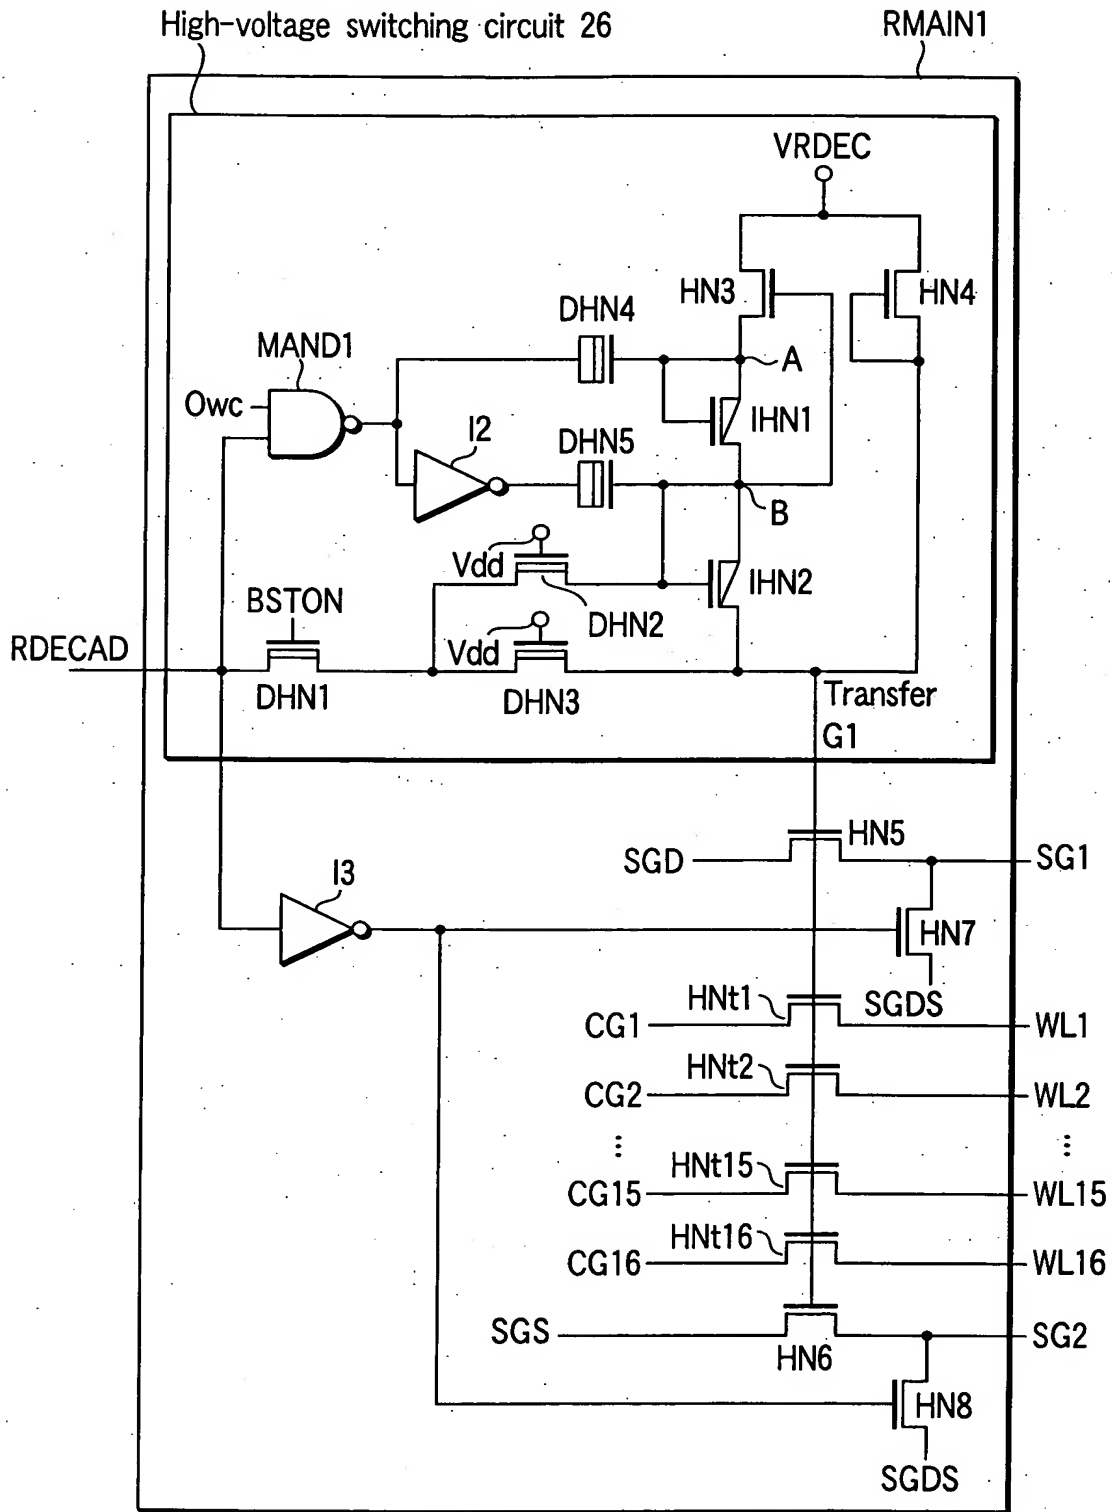 High-voltage switching circuit 26
RMAIN1
VRDEC
HN3
HN4
DHN4
MAND1
A
Owc
IHN1
I2
DHN5
B
Vdd
IHN2
BSTON
DHN2
RDECAD
Vdd
DHN1
DHN3
Transfer
G1
HN5
SGD
SG1
I3
HN7
SGDS
HNt1
CG1
WL1
HNt2
CG2
WL2
⋮
⋮
HNt15
CG15
WL15
HNt16
CG16
WL16
SGS
SG2
HN6
HN8
SGDS